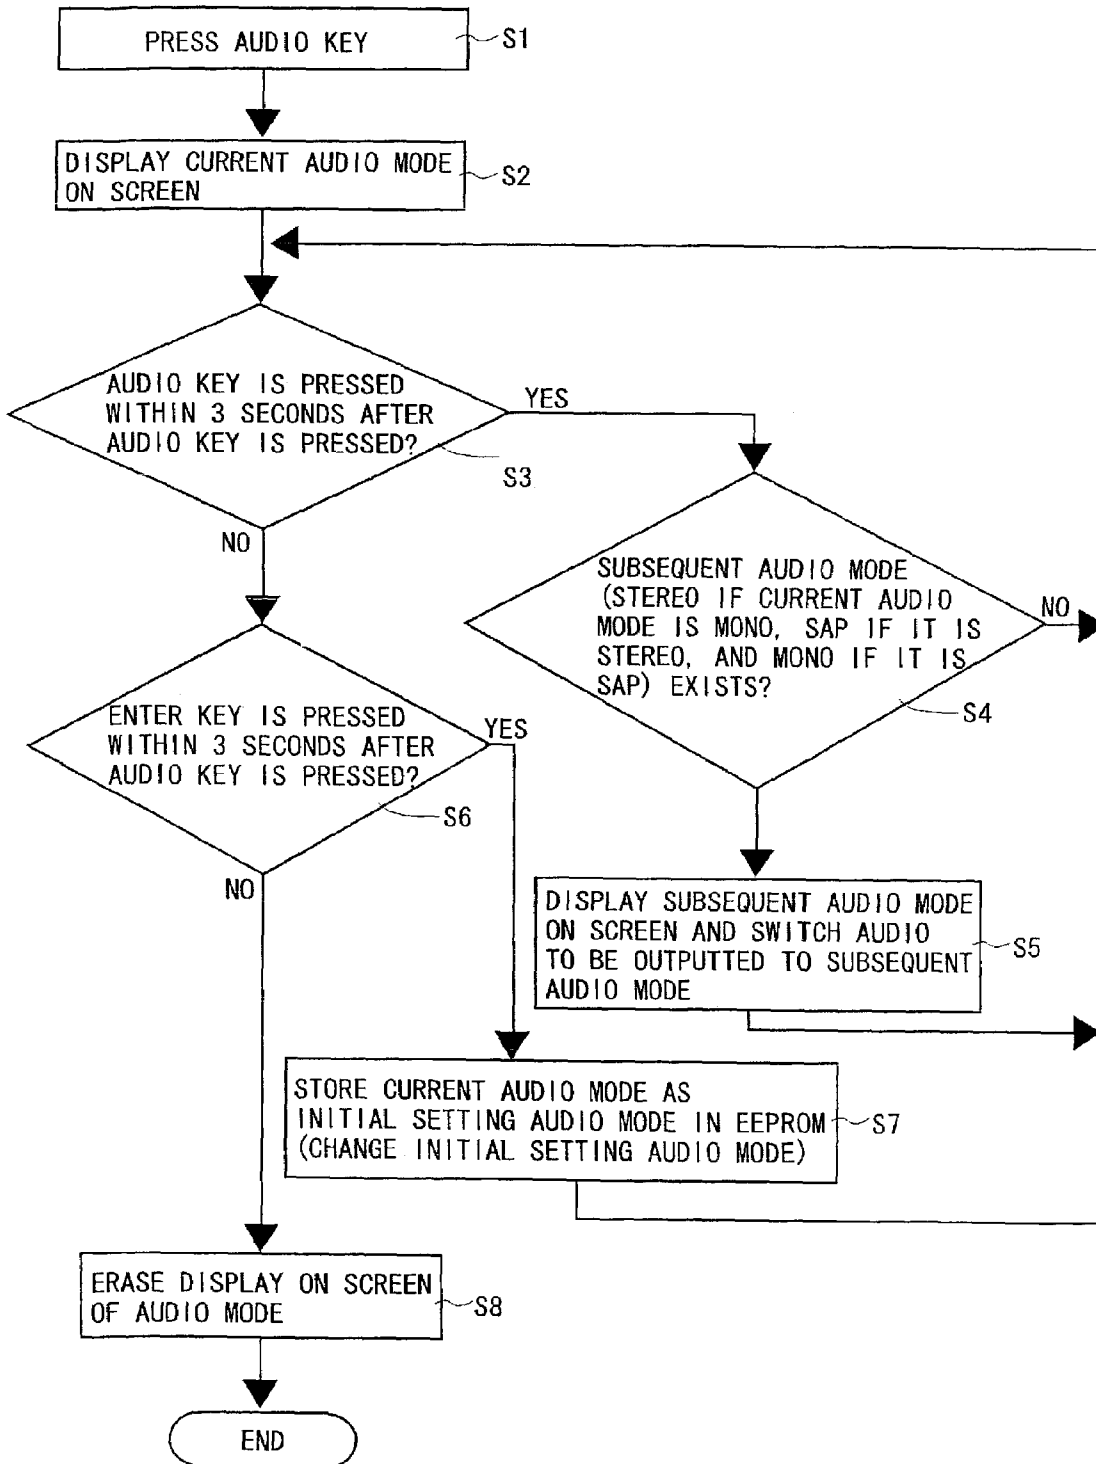 PRESS AUDIO KEY
S1
DISPLAY CURRENT AUDIO MODE
ON SCREEN
S2
AUDIO KEY IS PRESSED
WITHIN 3 SECONDS AFTER
AUDIO KEY IS PRESSED?
S3
YES
NO
SUBSEQUENT AUDIO MODE
(STEREO IF CURRENT AUDIO
MODE IS MONO, SAP IF IT IS
STEREO, AND MONO IF IT IS
SAP) EXISTS?
S4
NO
ENTER KEY IS PRESSED
WITHIN 3 SECONDS AFTER
AUDIO KEY IS PRESSED?
S6
YES
NO
DISPLAY SUBSEQUENT AUDIO MODE
ON SCREEN AND SWITCH AUDIO
TO BE OUTPUTTED TO SUBSEQUENT
AUDIO MODE
S5
STORE CURRENT AUDIO MODE AS
INITIAL SETTING AUDIO MODE IN EEPROM
(CHANGE INITIAL SETTING AUDIO MODE)
S7
ERASE DISPLAY ON SCREEN
OF AUDIO MODE
S8
END